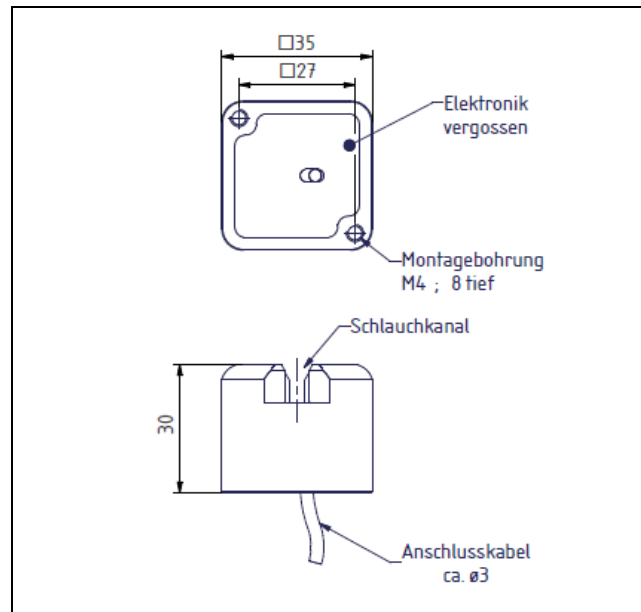 □35
□27
Elektronik
vergossen
Montagebohrung
M4 ; 8 tief
Schlauchkanal
30
Anschlusskabel
ca. ø3